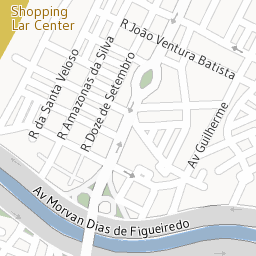 Shopping
Lar Center
R João Ventura Batista
R da Santa Veloso
R Amazonas da Silva
R Doze de Setembro
Av Guilherme
Av Morvan Dias de Figueiredo